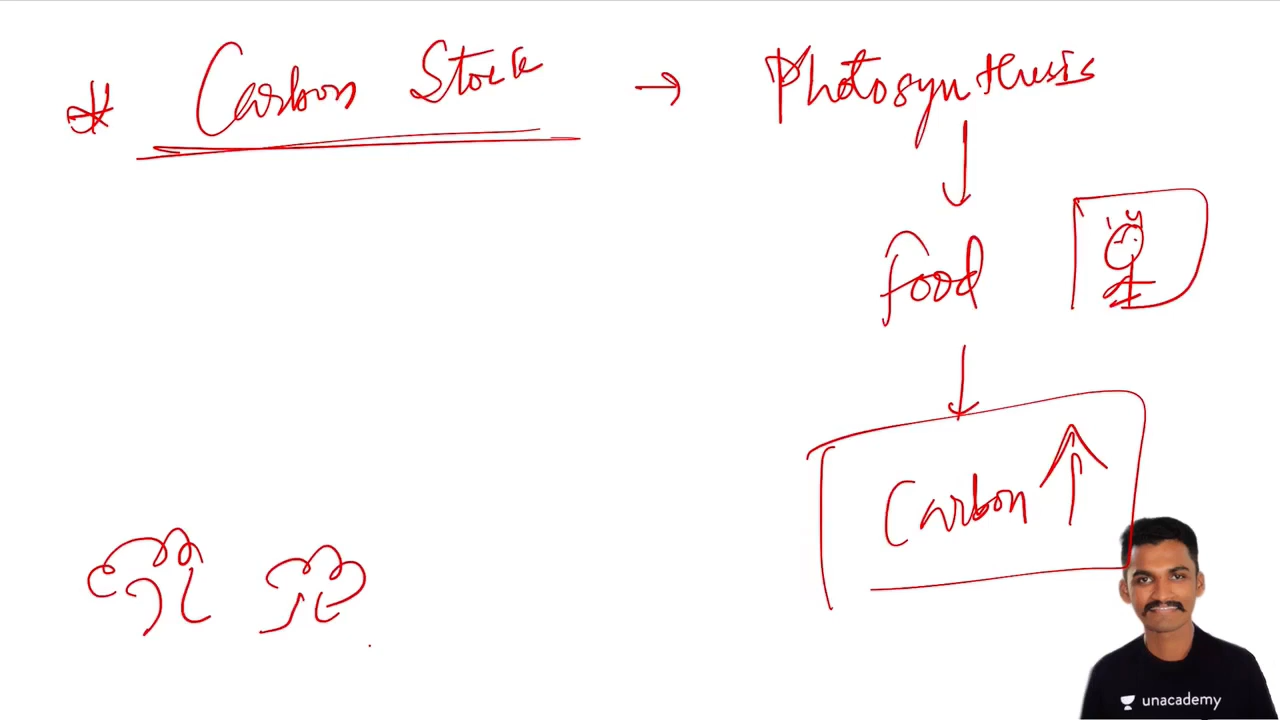 * Carbon Stock → Photosynthesis
↓
food
↓
Carbon ↑
unacademy